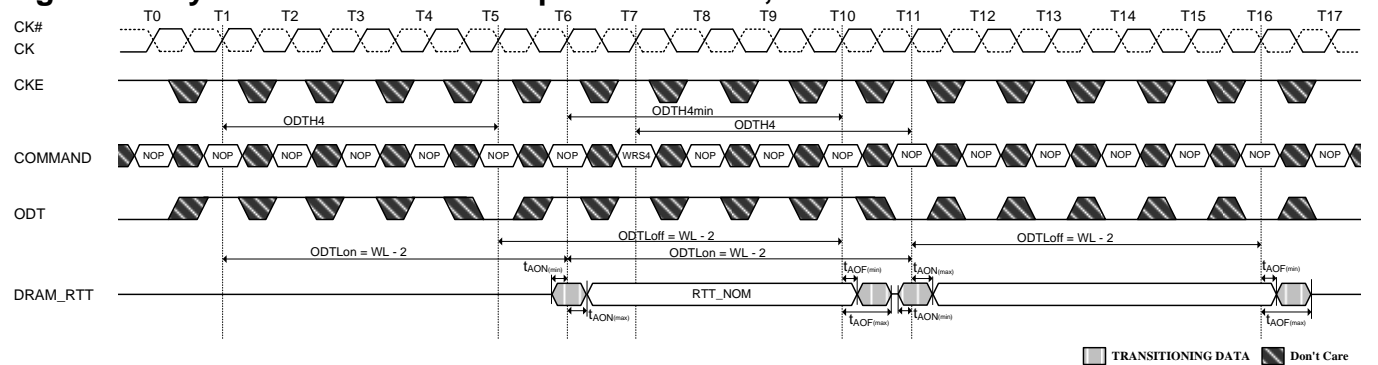 T0 T1 T2 T3 T4 T5 T6 T7 T8 T9 T10 T11 T12 T13 T14 T15 T16 T17
CK#
CK
CKE
ODTH4 ODTH4min
ODTH4
COMMAND NOP NOP NOP NOP NOP NOP NOP WRS4 NOP NOP NOP NOP NOP NOP NOP NOP NOP NOP
ODT
ODTLoff = WL - 2 ODTLoff = WL - 2
ODTLon = WL - 2 ODTLon = WL - 2
tAON(min) tAOF(min) tAON(max) tAOF(min)
DRAM_RTT RTT_NOM
tAON(max) tAOF(max) tAON(min) tAOF(max)
TRANSITIONING DATA Don't Care